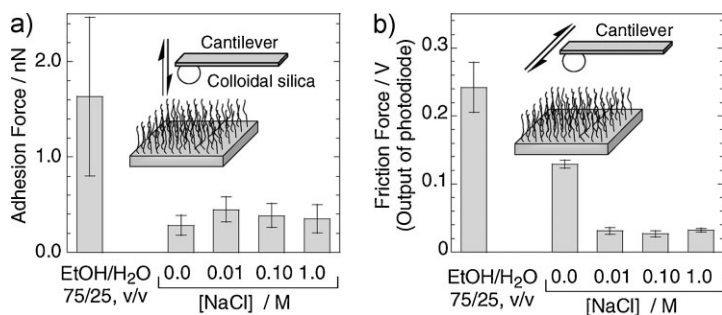 a)
Adhesion Force / nN
2.0
1.0
0.0
Cantilever
Colloidal silica
EtOH/H₂O
75/25, v/v
0.0 0.01 0.10 1.0
[NaCl] / M
b)
Friction Force / V
(Output of photodiode)
0.3
0.2
0.1
0
Cantilever
EtOH/H₂O
75/25, v/v
0.0 0.01 0.10 1.0
[NaCl] / M